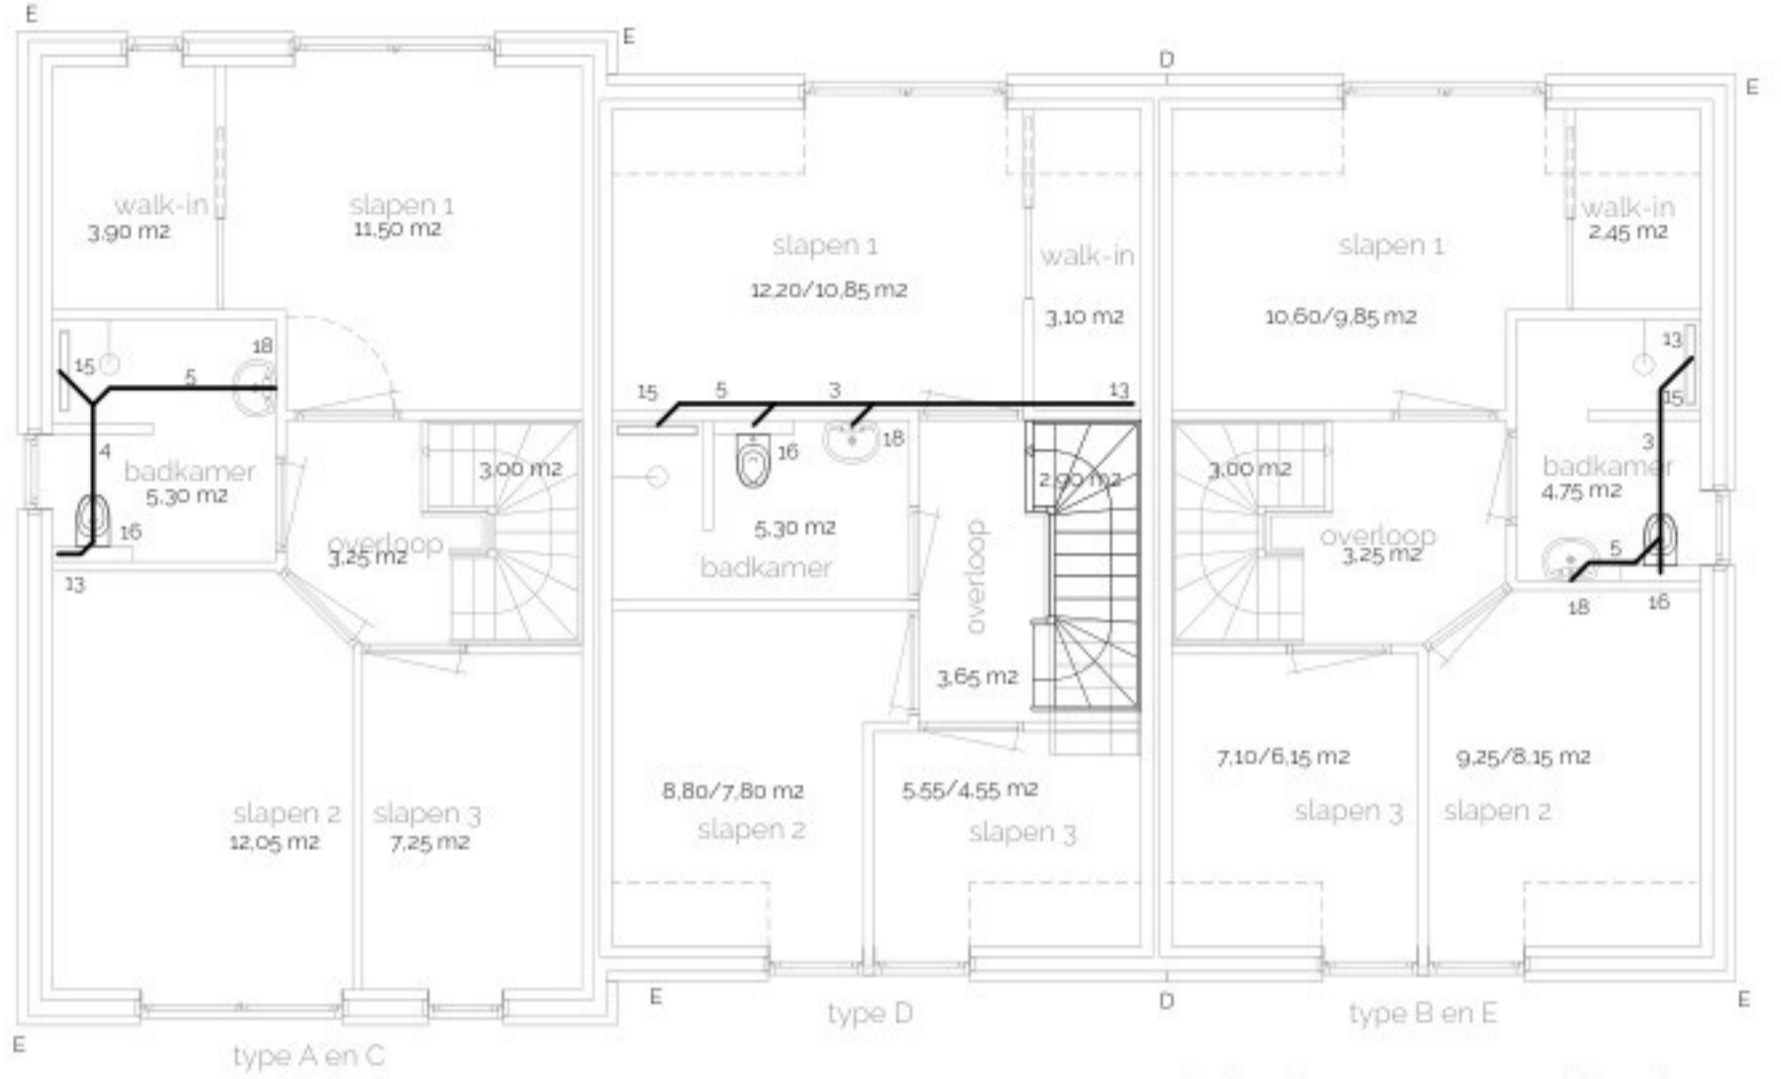 E
E
D
E
walk-in
3,90 m2
slapen 1
11,50 m2
slapen 1
12,20/10,85 m2
walk-in
3,10 m2
slapen 1
10,60/9,85 m2
walk-in
2,45 m2
15
5
18
4
badkamer
5,30 m2
16
13
3,00 m2
overloop
3,25 m2
15
5
3
13
16
18
5,30 m2
badkamer
2,90 m2
overloop
3,65 m2
3,00 m2
overloop
3,25 m2
13
15
3
badkamer
4,75 m2
5
18
16
slapen 2
12,05 m2
slapen 3
7,25 m2
8,80/7,80 m2
slapen 2
5,55/4,55 m2
slapen 3
7,10/6,15 m2
slapen 3
9,25/8,15 m2
slapen 2
E
E
D
E
type A en C
type D
type B en E